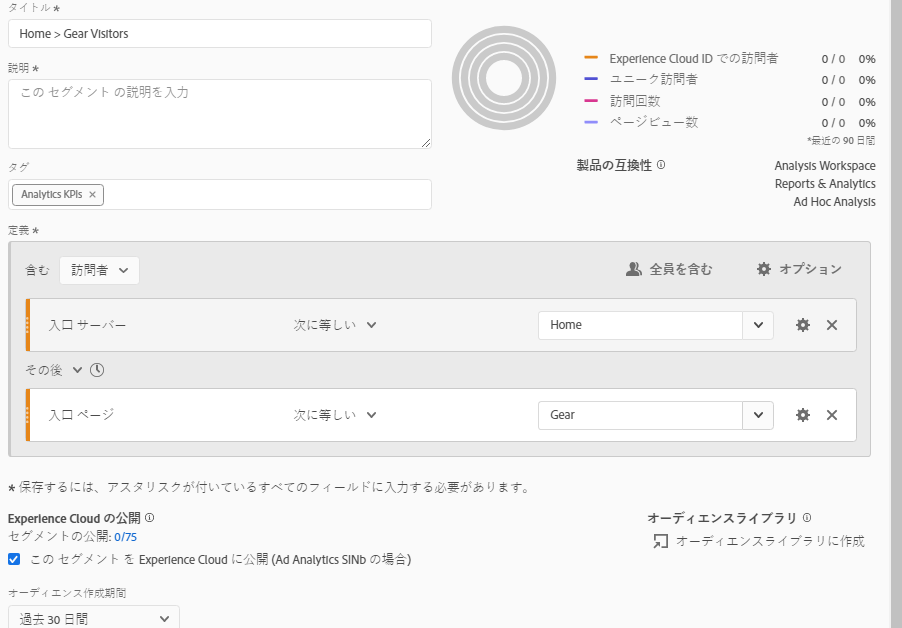 タイトル *
Home > Gear Visitors
説明 *
この セグメント の説明を入力
タグ
Analytics KPIs ×
Experience Cloud ID での訪問者 0 / 0 0%
ユニーク訪問者 0 / 0 0%
訪問回数 0 / 0 0%
ページビュー数 0 / 0 0%
*最近の 90 日間
製品の互換性
Analysis Workspace
Reports & Analytics
Ad Hoc Analysis
定義 *
含む 訪問者 全員を含む オプション
入口 サーバー 次に等しい Home
その後
入口 ページ 次に等しい Gear
* 保存するには、アスタリスクが付いているすべてのフィールドに入力する必要があります。
Experience Cloud の公開
セグメントの公開: 0/75
この セグメント を Experience Cloud に公開 (Ad Analytics SINb の場合)
オーディエンスライブラリ
オーディエンスライブラリに作成
オーディエンス作成期間
過去 30 日間